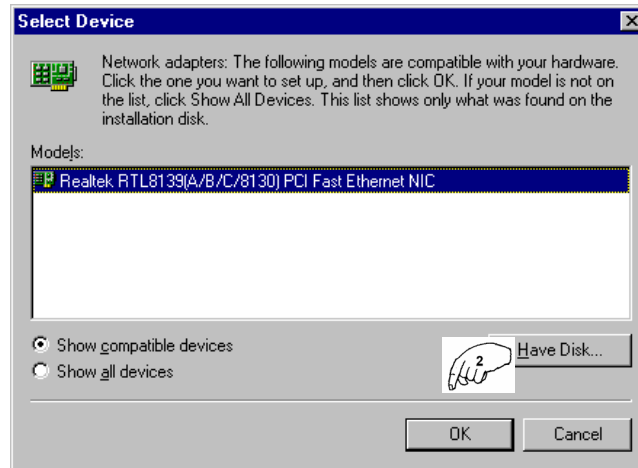 Select Device
Network adapters: The following models are compatible with your hardware.
Click the one you want to set up, and then click OK. If your model is not on
the list, click Show All Devices. This list shows only what was found on the
installation disk.
Models:
Realtek RTL8139(A/B/C/8130) PCI Fast Ethernet NIC
Show compatible devices
Have Disk...
2
Show all devices
OK
Cancel